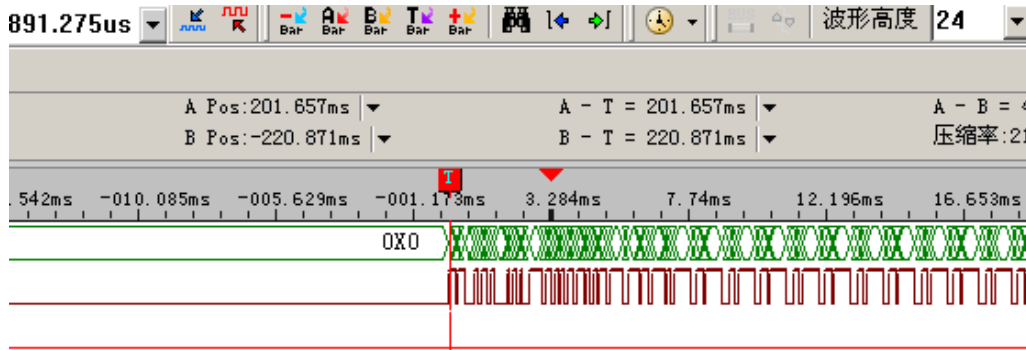 891.275us Bar Bar Bar Bar Bar 波形高度 24
A Pos:201.657ms A - T = 201.657ms A - B =
B Pos:-220.871ms B - T = 220.871ms 压缩率:21
T
.542ms -010.085ms -005.629ms -001.173ms 3.284ms 7.74ms 12.196ms 16.653ms
0X0